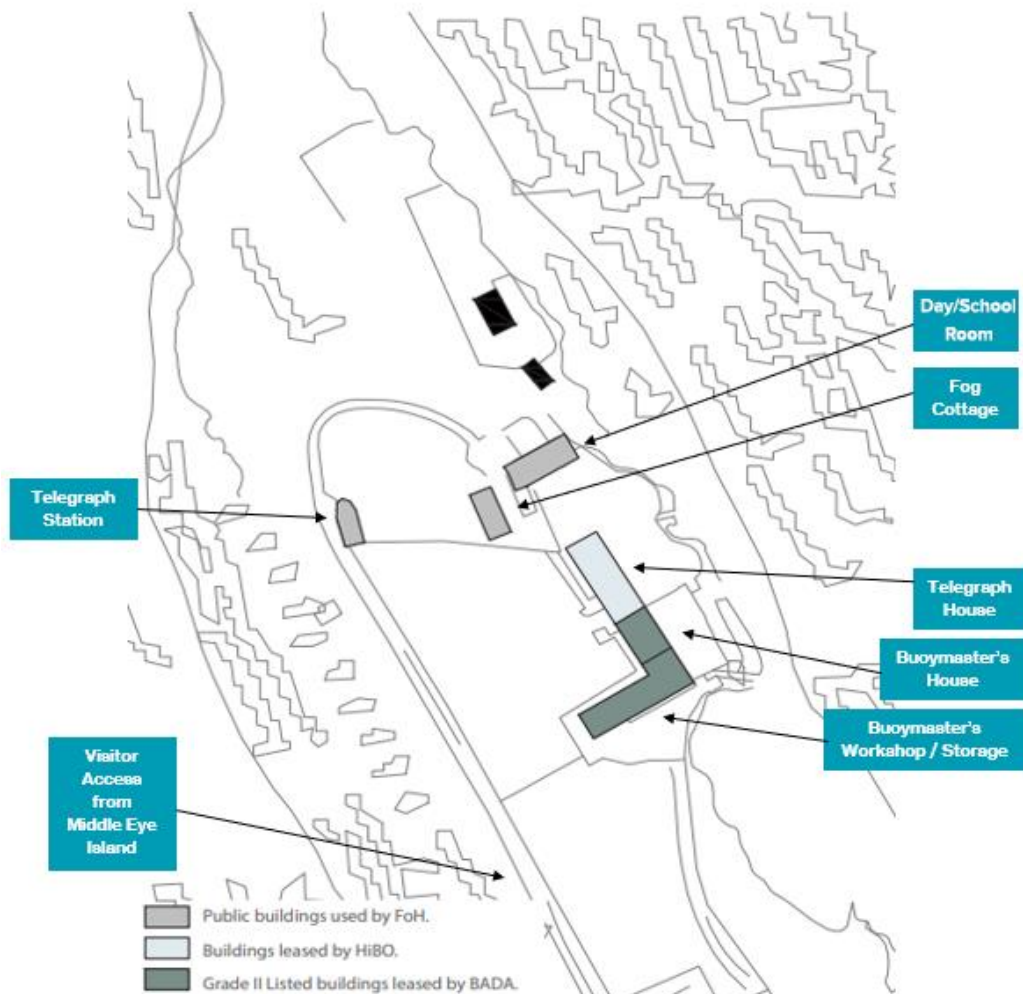 Day/School
Room
Fog
Cottage
Telegraph
Station
Telegraph
House
Buoymaster's
House
Buoymaster's
Workshop / Storage
Visitor
Access
from
Middle Eye
Island
Public buildings used by FoH.
Buildings leased by HiBO.
Grade II Listed buildings leased by BADA.